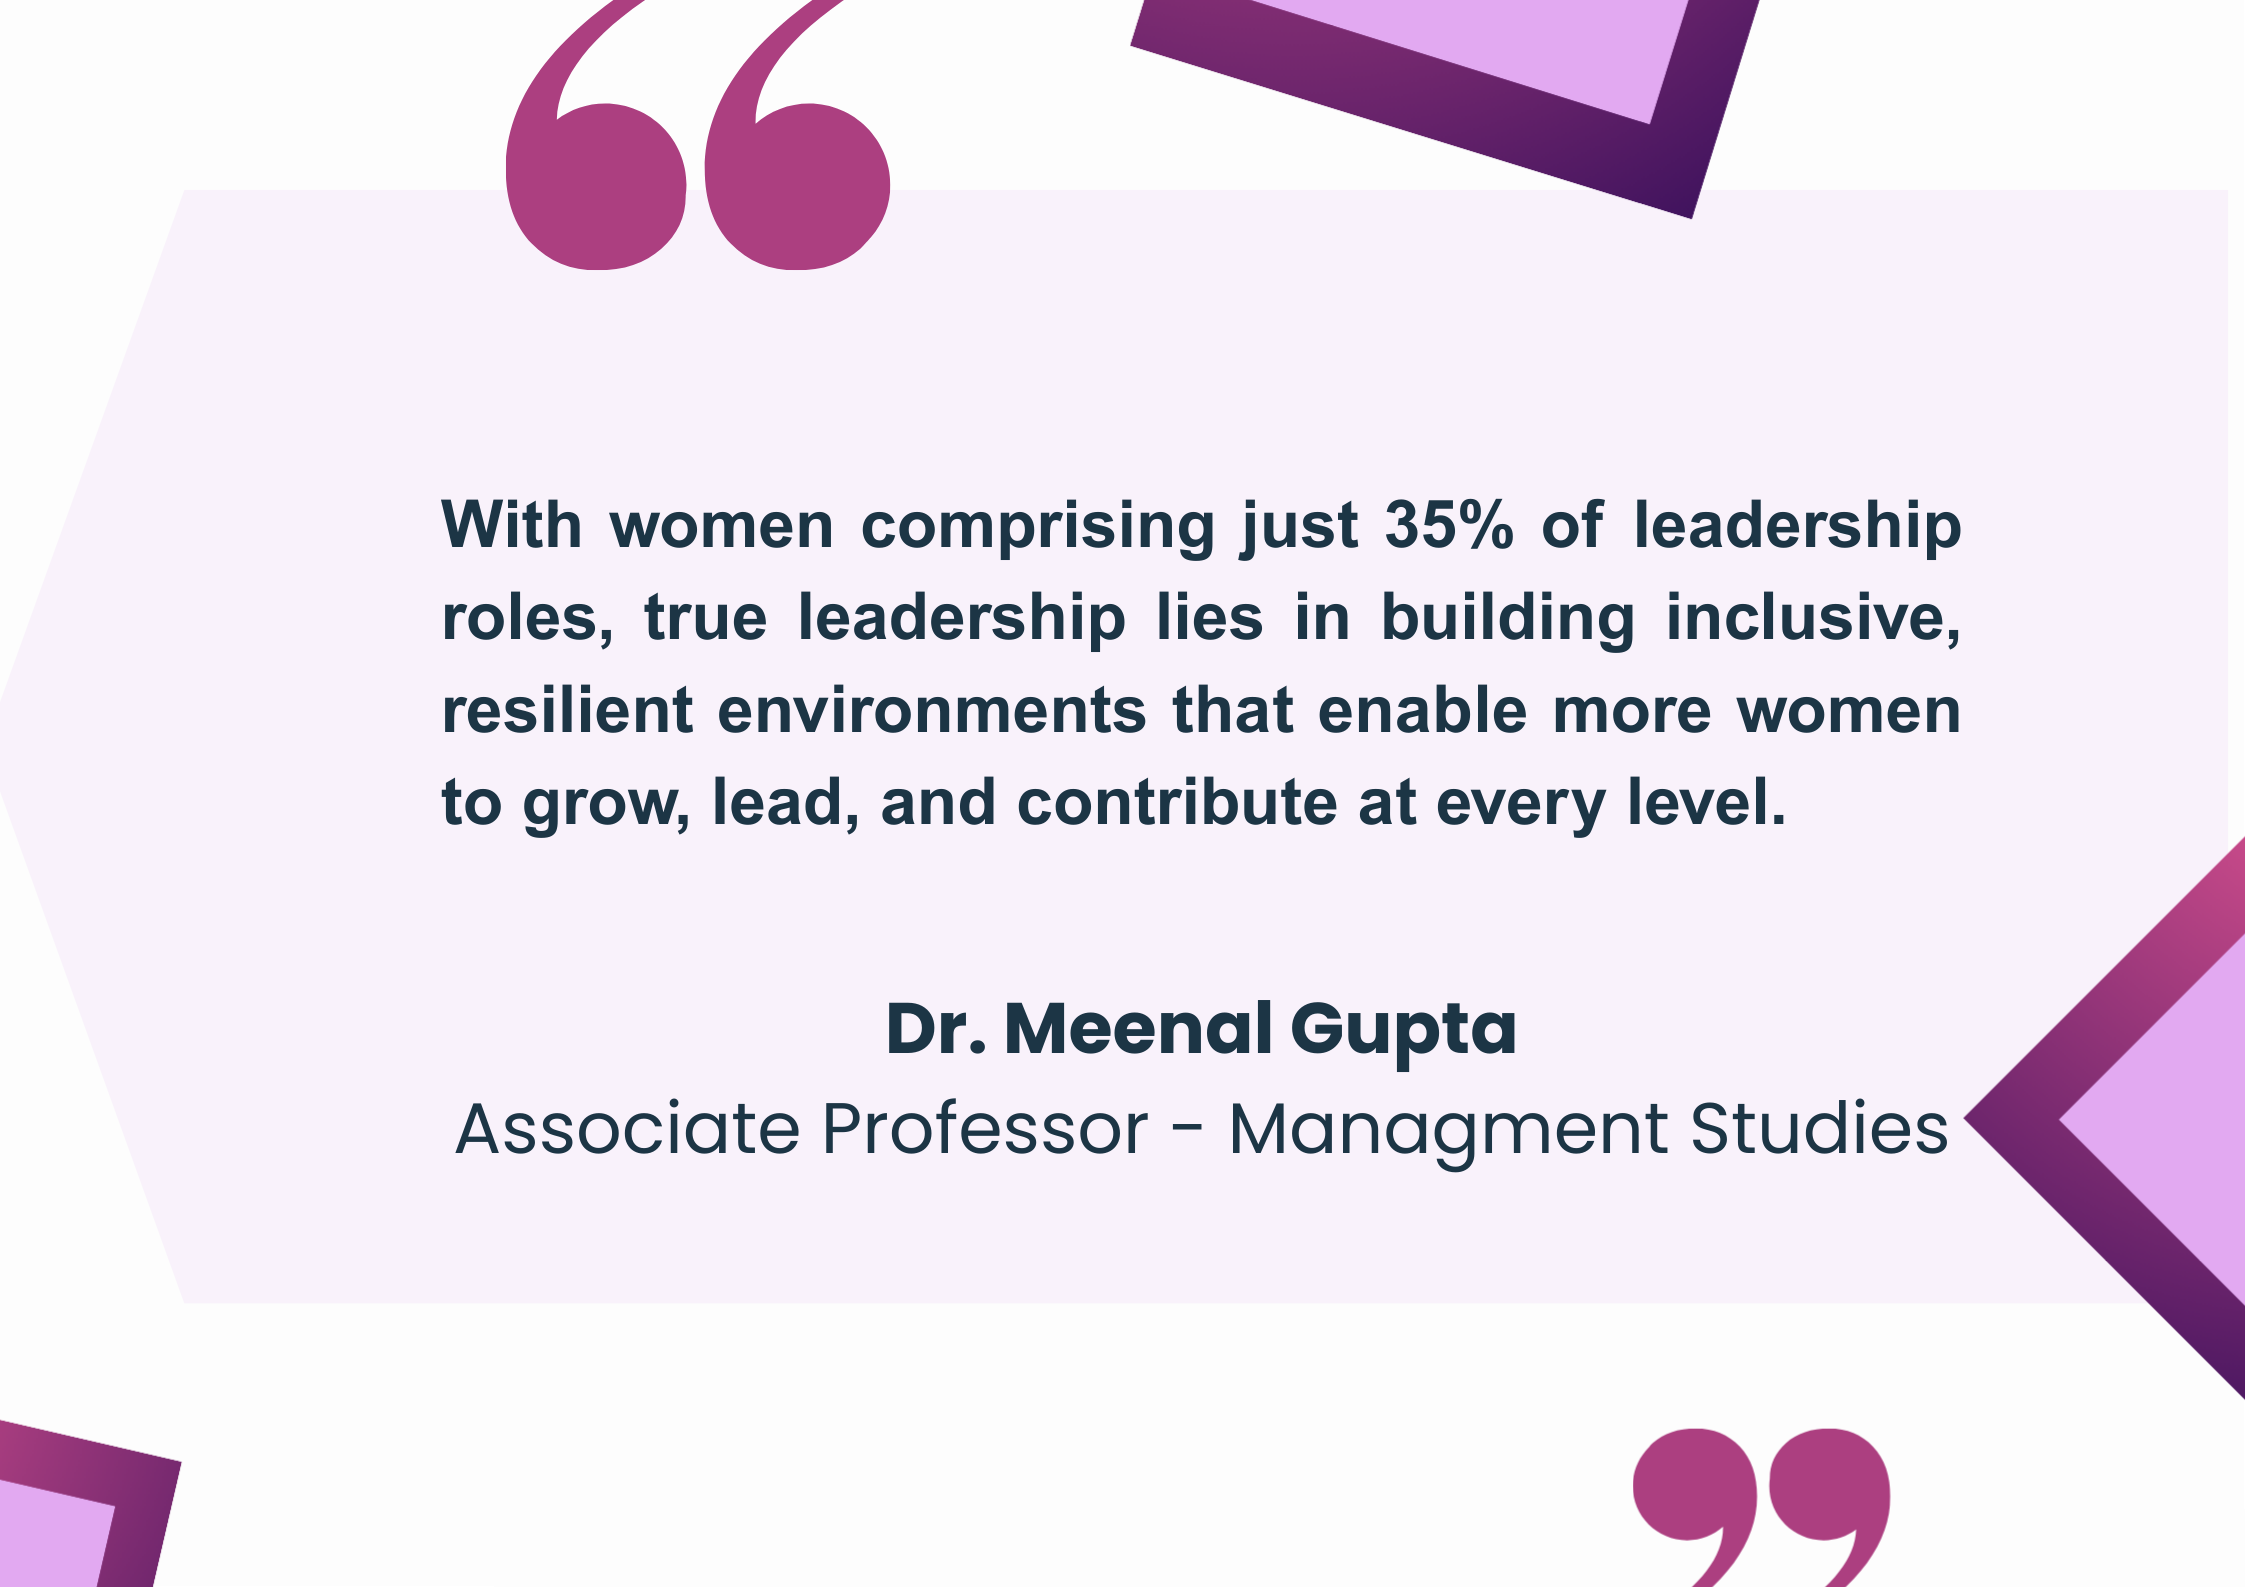 With women comprising just 35% of leadership
roles, true leadership lies in building inclusive,
resilient environments that enable more women
to grow, lead, and contribute at every level.
Dr. Meenal Gupta
Associate Professor - Managment Studies